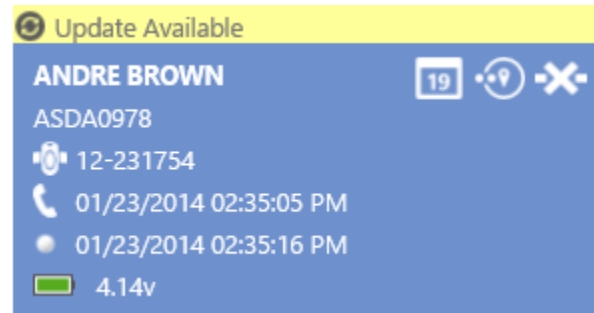 Update Available
ANDRE BROWN
19
ASDA0978
12-231754
01/23/2014 02:35:05 PM
01/23/2014 02:35:16 PM
4.14v